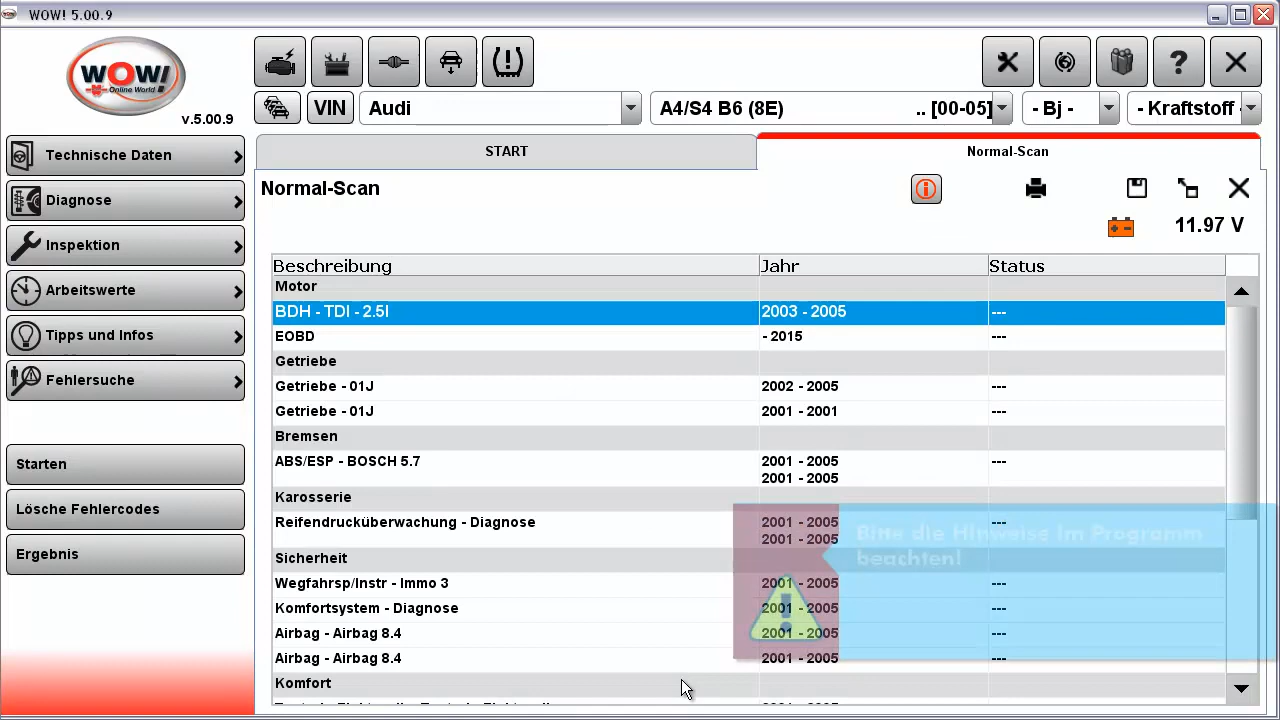 WOW! 5.00.9
WOW!
Online World
v.5.00.9
VIN
Audi
A4/S4 B6 (8E) .. [00-05]
- Bj -
- Kraftstoff -
Technische Daten
Diagnose
Inspektion
Arbeitswerte
Tipps und Infos
Fehlersuche
Starten
Lösche Fehlercodes
Ergebnis
START
Normal-Scan
Normal-Scan
11.97 V
Beschreibung Jahr Status
Motor
BDH - TDI - 2.5l 2003 - 2005 ---
EOBD - 2015 ---
Getriebe
Getriebe - 01J 2002 - 2005 ---
Getriebe - 01J 2001 - 2001 ---
Bremsen
ABS/ESP - BOSCH 5.7 2001 - 2005 ---
2001 - 2005
Karosserie
Reifendrucküberwachung - Diagnose 2001 - 2005 ---
2001 - 2005
Sicherheit
Wegfahrsp/Instr - Immo 3 2001 - 2005 ---
Komfortsystem - Diagnose 2001 - 2005 ---
Airbag - Airbag 8.4 2001 - 2005 ---
Airbag - Airbag 8.4 2001 - 2005 ---
Komfort
Bitte die Hinweise im Programm
beachten!